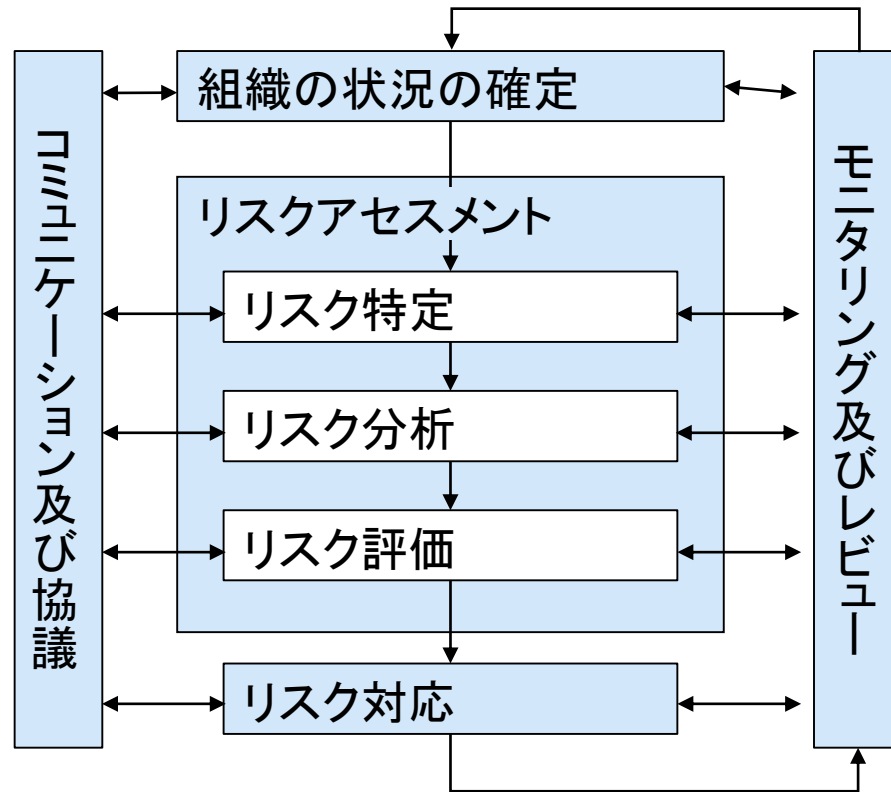 組織の状況の確定
コミュニケーション及び協議
リスクアセスメント
リスク特定
リスク分析
リスク評価
リスク対応
モニタリング及びレビュー